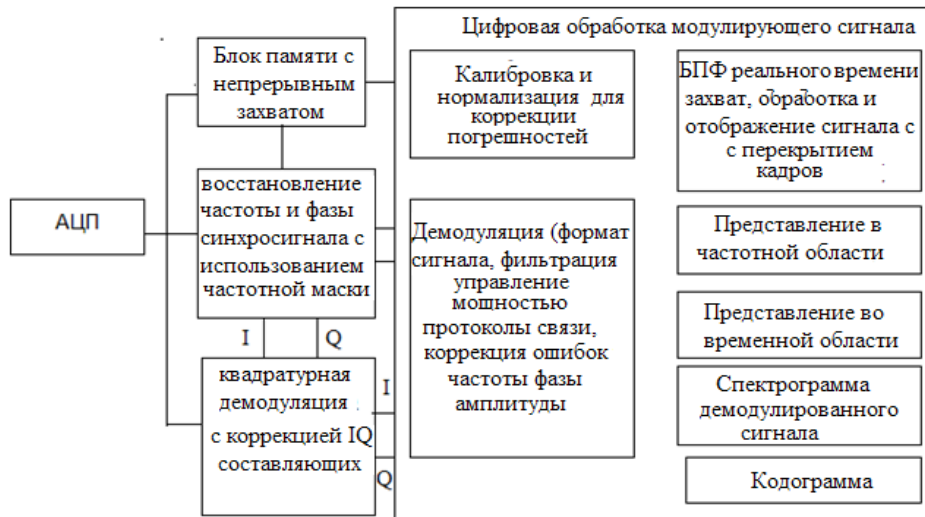 Цифровая обработка модулирующего сигнала
АЦП
Блок памяти с
непрерывным
захватом
восстановление
частоты и фазы
синхросигнала с
использованием
частотной маски
I
Q
квадратурная
демодуляция
с коррекцией IQ
составляющих
I
Q
Калибровка и
нормализация для
коррекции
погрешностей
Демодуляция (формат
сигнала, фильтрация
управление
мощностью
протоколы связи,
коррекция ошибок
частоты фазы
амплитуды
БПФ реального времени
захват, обработка и
отображение сигнала с
с перекрытием
кадров
Представление в
частотной области
Представление во
временной области
Спектрограмма
демодулированного
сигнала
Кодограмма